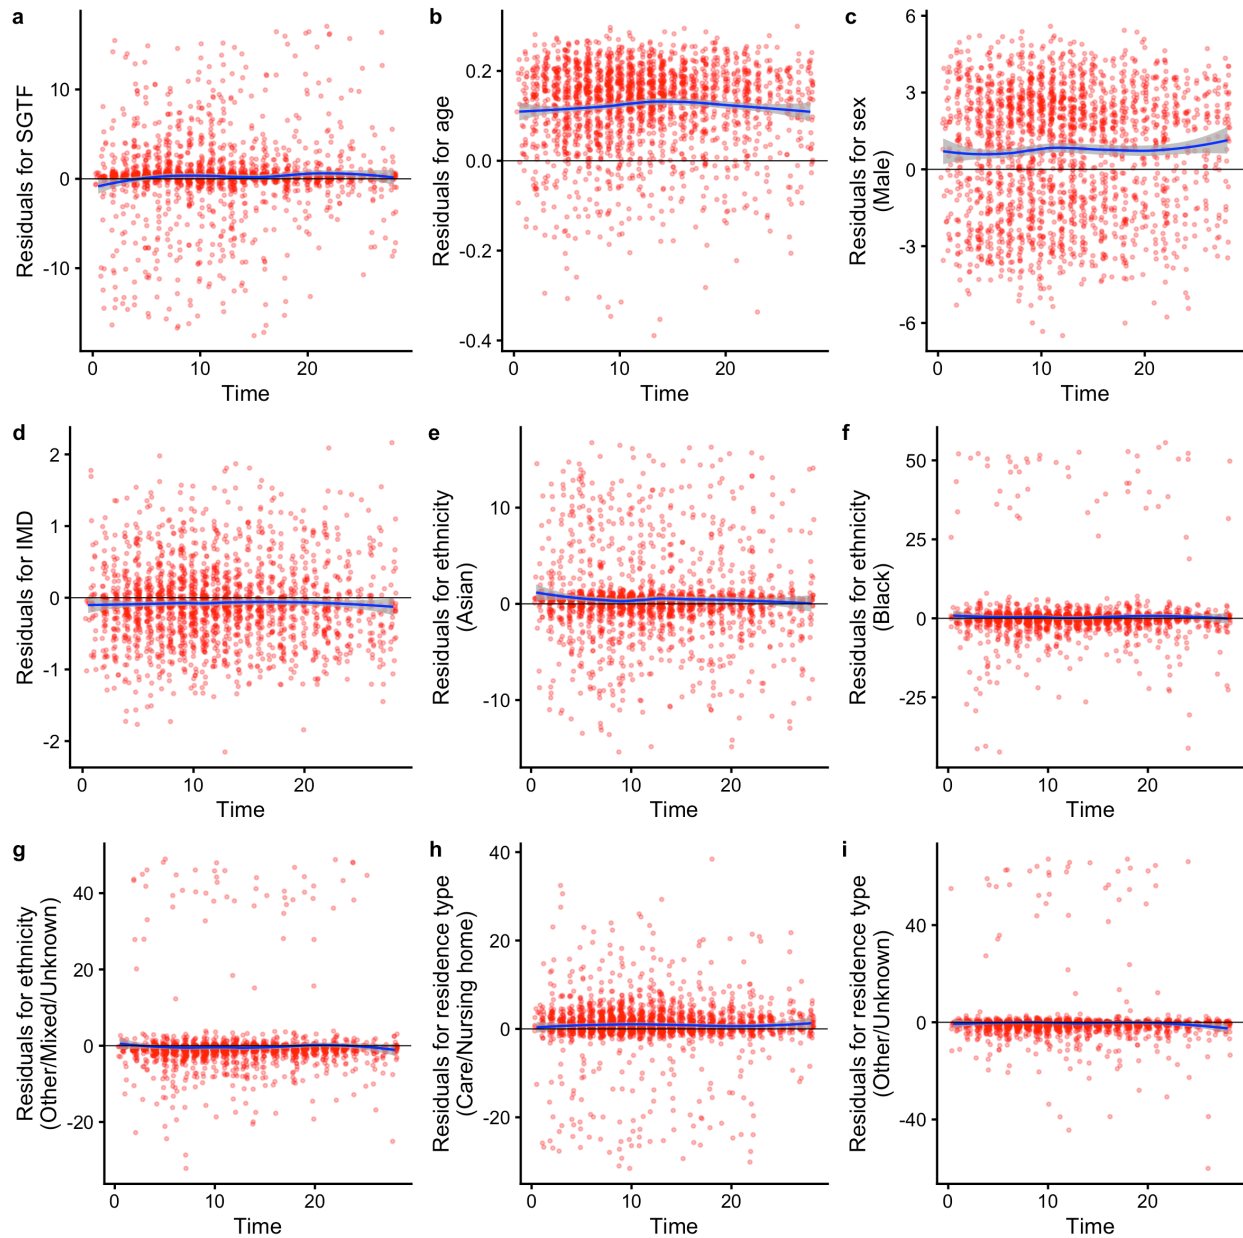 a
Residuals for SGTF
10
0
-10
0
10
20
Time
b
Residuals for age
0.2
0.0
-0.2
-0.4
0
10
20
Time
c
Residuals for sex
(Male)
6
3
0
-3
-6
0
10
20
Time
d
Residuals for IMD
2
1
0
-1
-2
0
10
20
Time
e
Residuals for ethnicity
(Asian)
10
0
-10
0
10
20
Time
f
Residuals for ethnicity
(Black)
50
25
0
-25
0
10
20
Time
g
Residuals for ethnicity
(Other/Mixed/Unknown)
40
20
0
-20
0
10
20
Time
h
Residuals for residence type
(Care/Nursing home)
40
20
0
-20
0
10
20
Time
i
Residuals for residence type
(Other/Unknown)
40
0
-40
0
10
20
Time